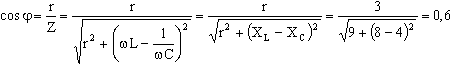 cos φ = r/Z = r/√(r² + (ωL − 1/ωC)²) = r/√(r² + (X_L − X_C)²) = 3/√(9 + (8 − 4)²) = 0,6